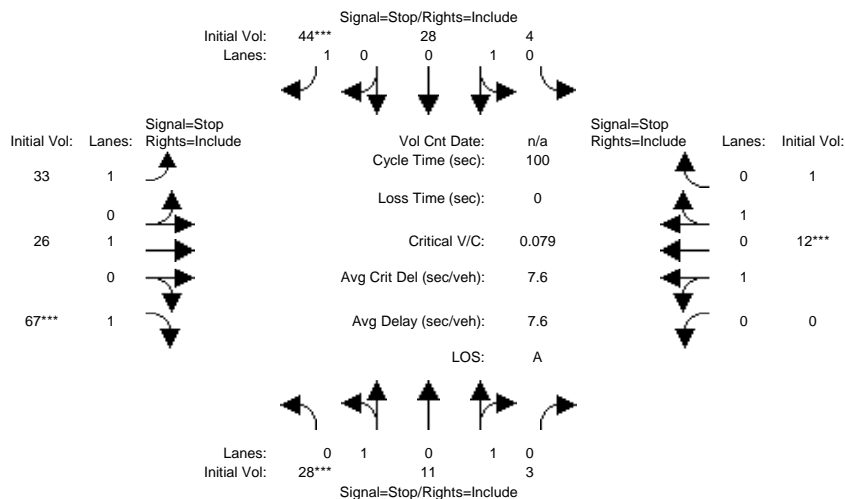 Signal=Stop/Rights=Include
Initial Vol: 44*** 28 4
Lanes: 1 0 0 1 0
Signal=Stop
Initial Vol: Lanes: Rights=Include
Vol Cnt Date: n/a
Signal=Stop
Rights=Include Lanes: Initial Vol:
Cycle Time (sec): 100
33 1
0 1
Loss Time (sec): 0
0
1
26 1
Critical V/C: 0.079
0 12***
0
Avg Crit Del (sec/veh): 7.6
1
67*** 1
Avg Delay (sec/veh): 7.6
0 0
LOS: A
Lanes: 0 1 0 1 0
Initial Vol: 28*** 11 3
Signal=Stop/Rights=Include